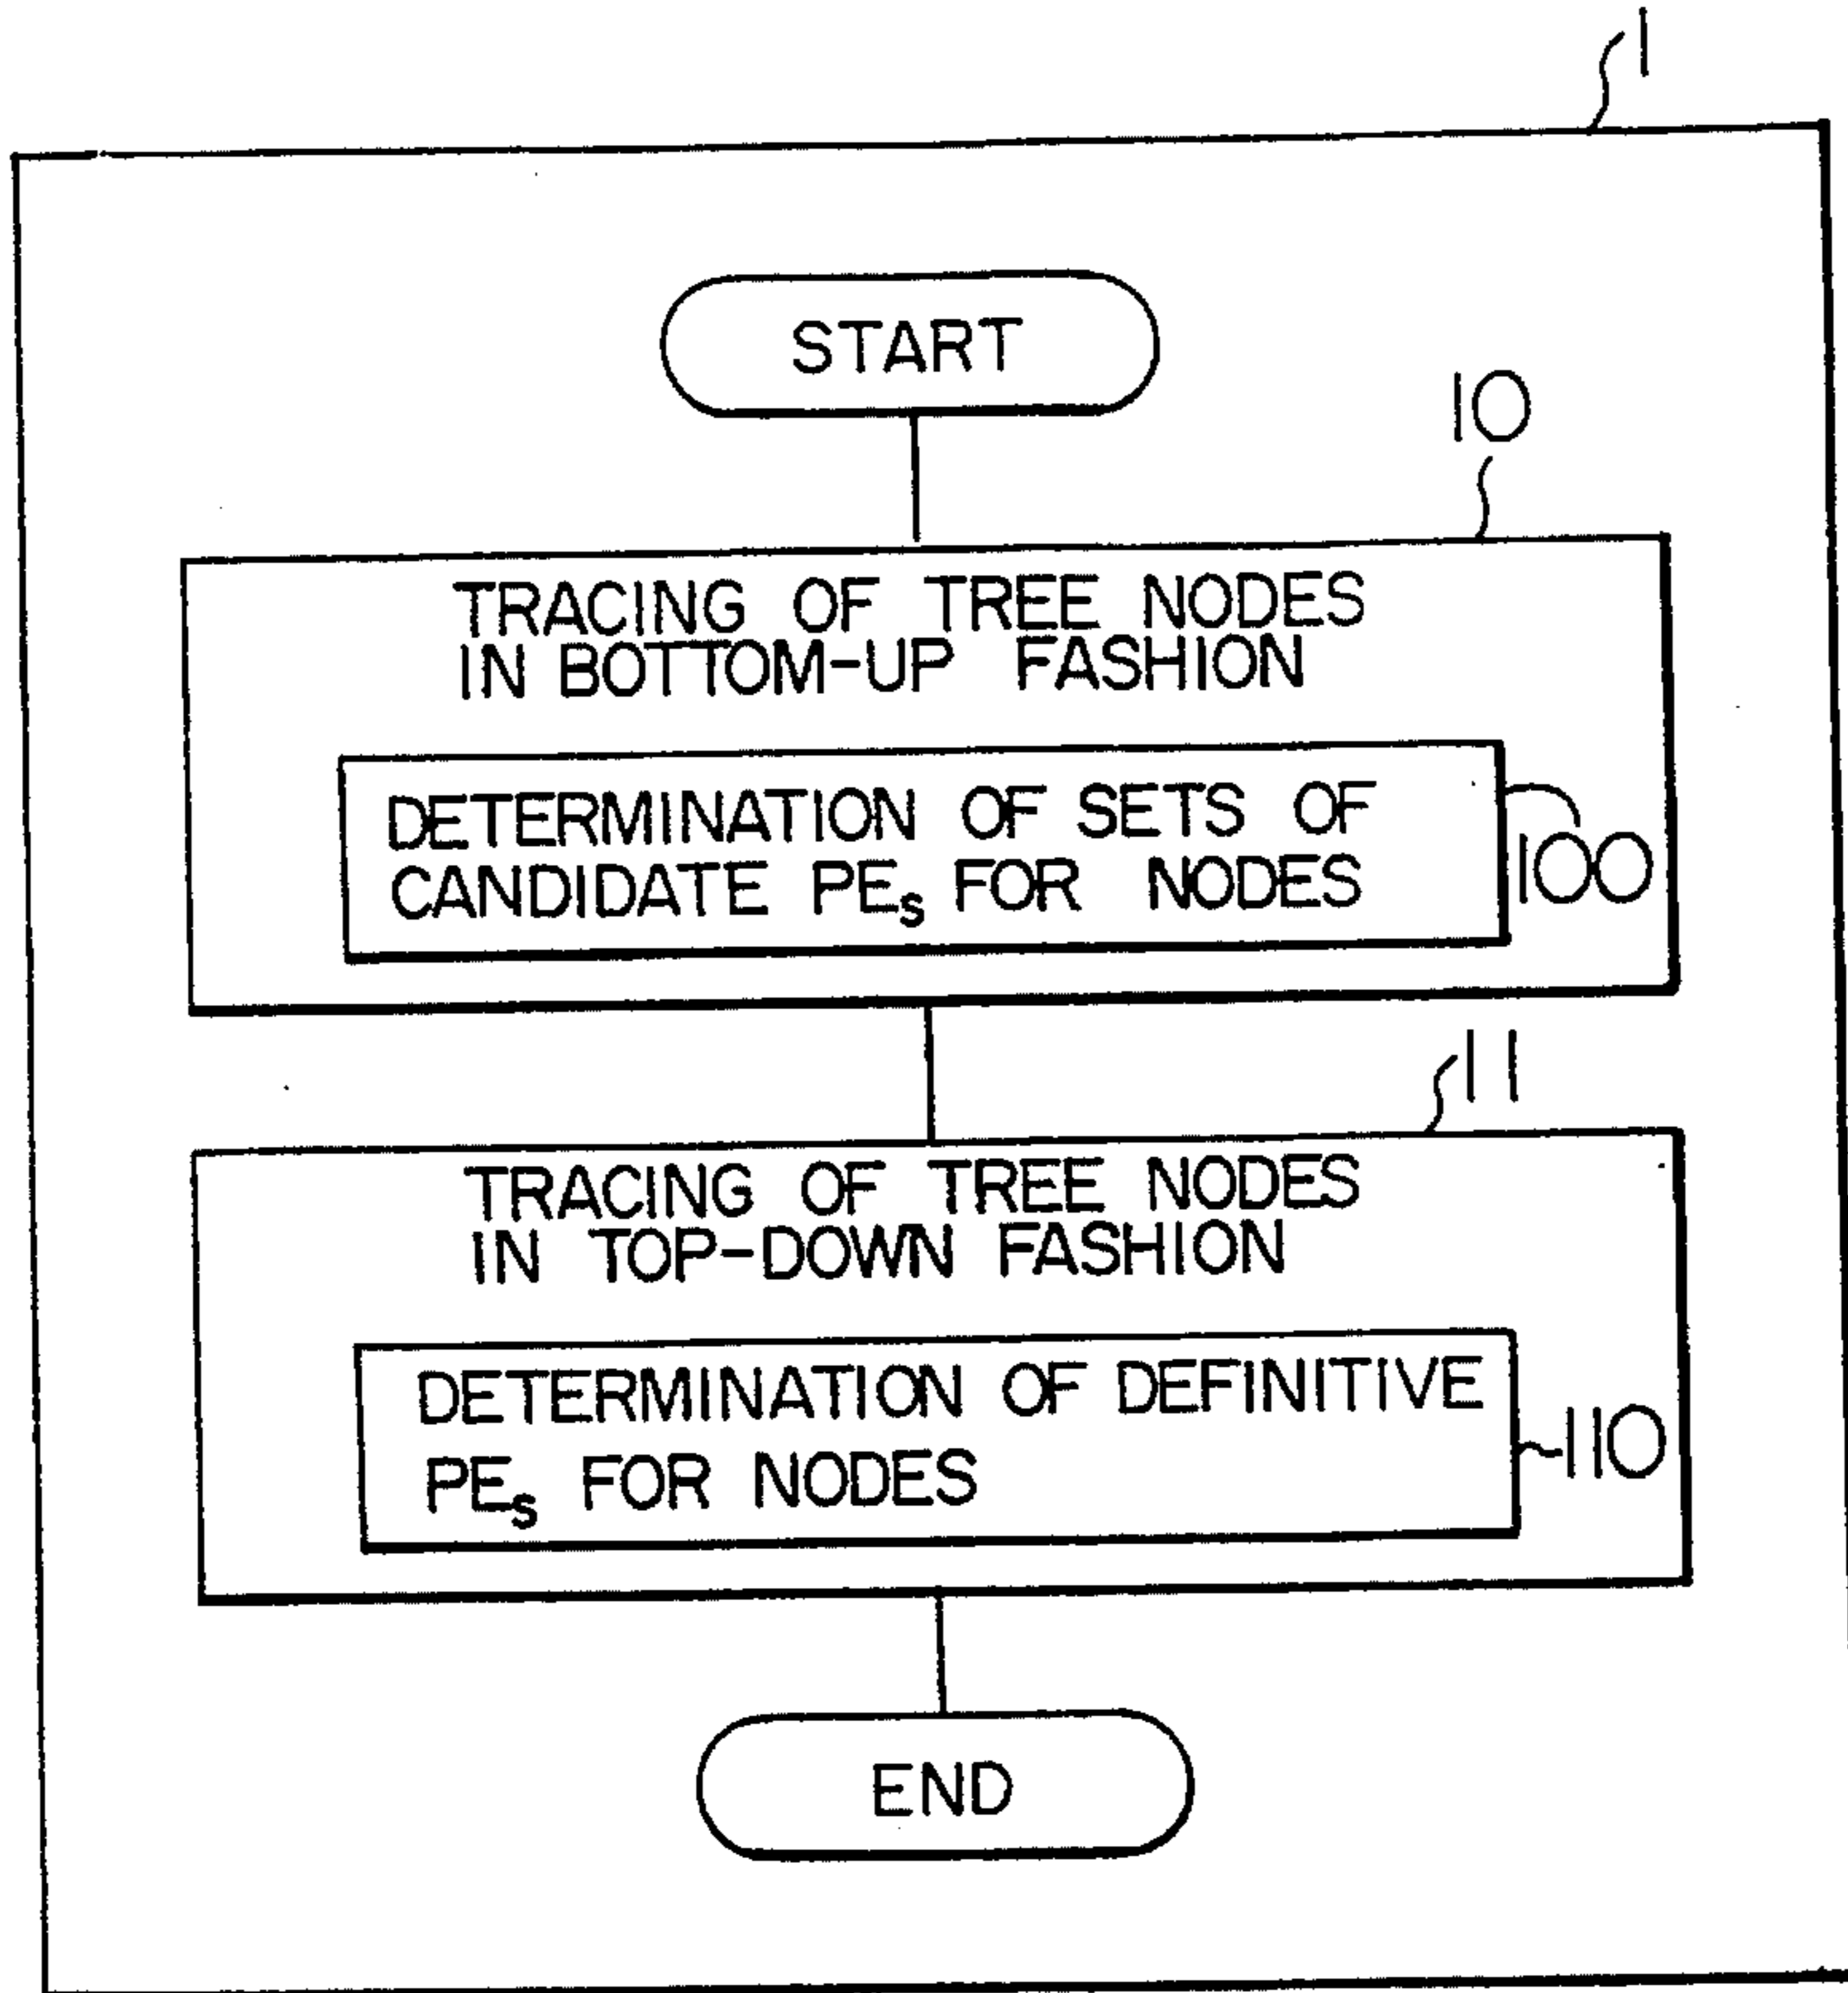 1
START
10
TRACING OF TREE NODES
IN BOTTOM-UP FASHION
DETERMINATION OF SETS OF
CANDIDATE PEs FOR NODES
100
11
TRACING OF TREE NODES
IN TOP-DOWN FASHION
DETERMINATION OF DEFINITIVE
PEs FOR NODES
110
END